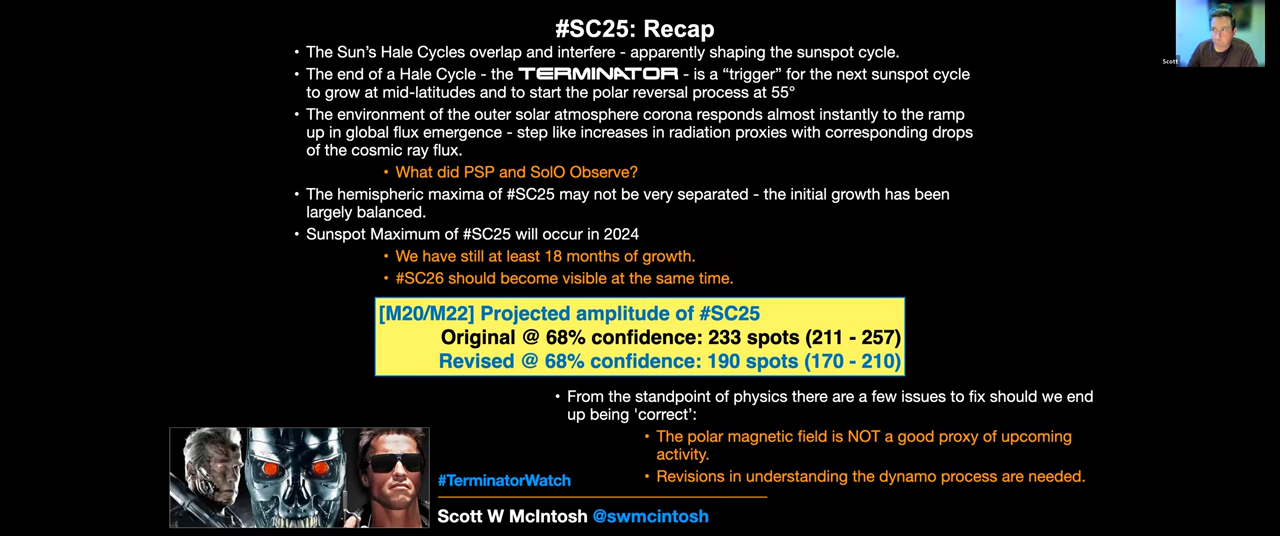 #SC25: Recap
Scott
• The Sun's Hale Cycles overlap and interfere - apparently shaping the sunspot cycle.
• The end of a Hale Cycle - the TERMINATOR - is a “trigger” for the next sunspot cycle
to grow at mid-latitudes and to start the polar reversal process at 55°
• The environment of the outer solar atmosphere corona responds almost instantly to the ramp
up in global flux emergence - step like increases in radiation proxies with corresponding drops
of the cosmic ray flux.
• What did PSP and SolO Observe?
• The hemispheric maxima of #SC25 may not be very separated - the initial growth has been
largely balanced.
• Sunspot Maximum of #SC25 will occur in 2024
• We have still at least 18 months of growth.
• #SC26 should become visible at the same time.
[M20/M22] Projected amplitude of #SC25
Original @ 68% confidence: 233 spots (211 - 257)
Revised @ 68% confidence: 190 spots (170 - 210)
• From the standpoint of physics there are a few issues to fix should we end
up being 'correct':
• The polar magnetic field is NOT a good proxy of upcoming
activity.
• Revisions in understanding the dynamo process are needed.
#TerminatorWatch
Scott W McIntosh @swmcintosh